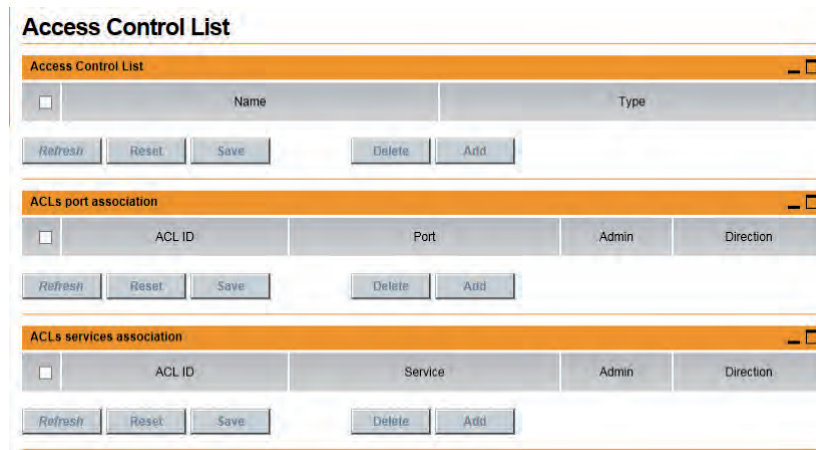 Access Control List
Access Control List
Name Type
Refresh Reset Save Delete Add
ACLs port association
ACL ID Port Admin Direction
Refresh Reset Save Delete Add
ACLs services association
ACL ID Service Admin Direction
Refresh Reset Save Delete Add